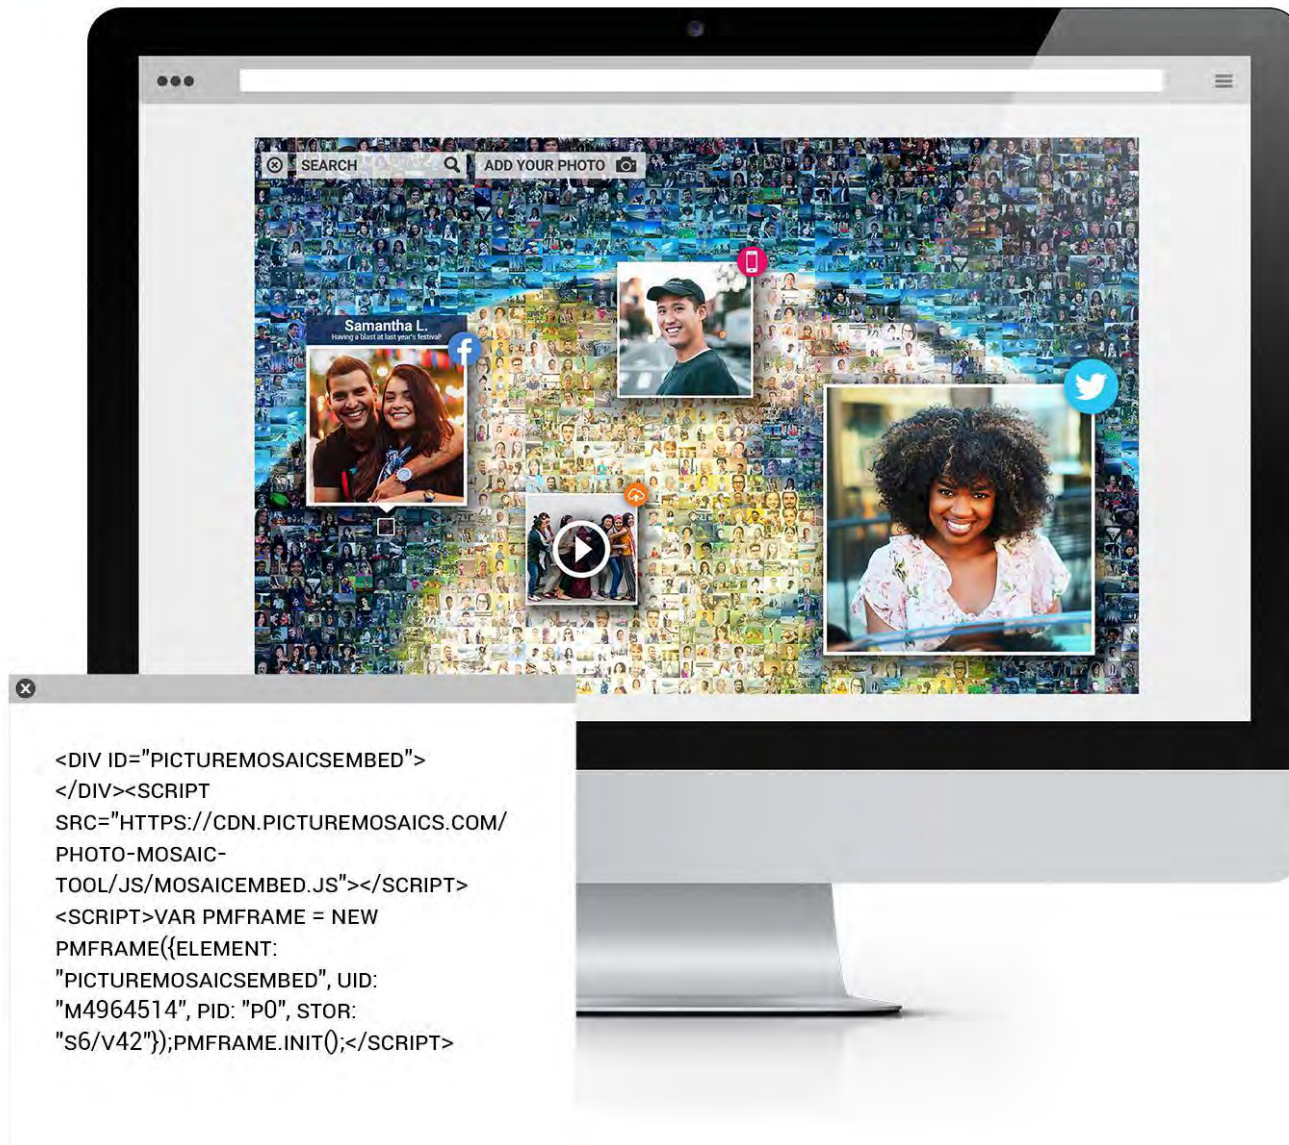 SEARCH
ADD YOUR PHOTO
Samantha L.
Having a blast at last year's festival!
<DIV ID="PICTUREMOSAICSEMBED">
</DIV><SCRIPT
SRC="HTTPS://CDN.PICTUREMOSAICS.COM/
PHOTO-MOSAIC-
TOOL/JS/MOSAICEMBED.JS"></SCRIPT>
<SCRIPT>VAR PMFRAME = NEW
PMFRAME({ELEMENT:
"PICTUREMOSAICSEMBED", UID:
"M4964514", PID: "P0", STOR:
"S6/V42"});PMFRAME.INIT();</SCRIPT>